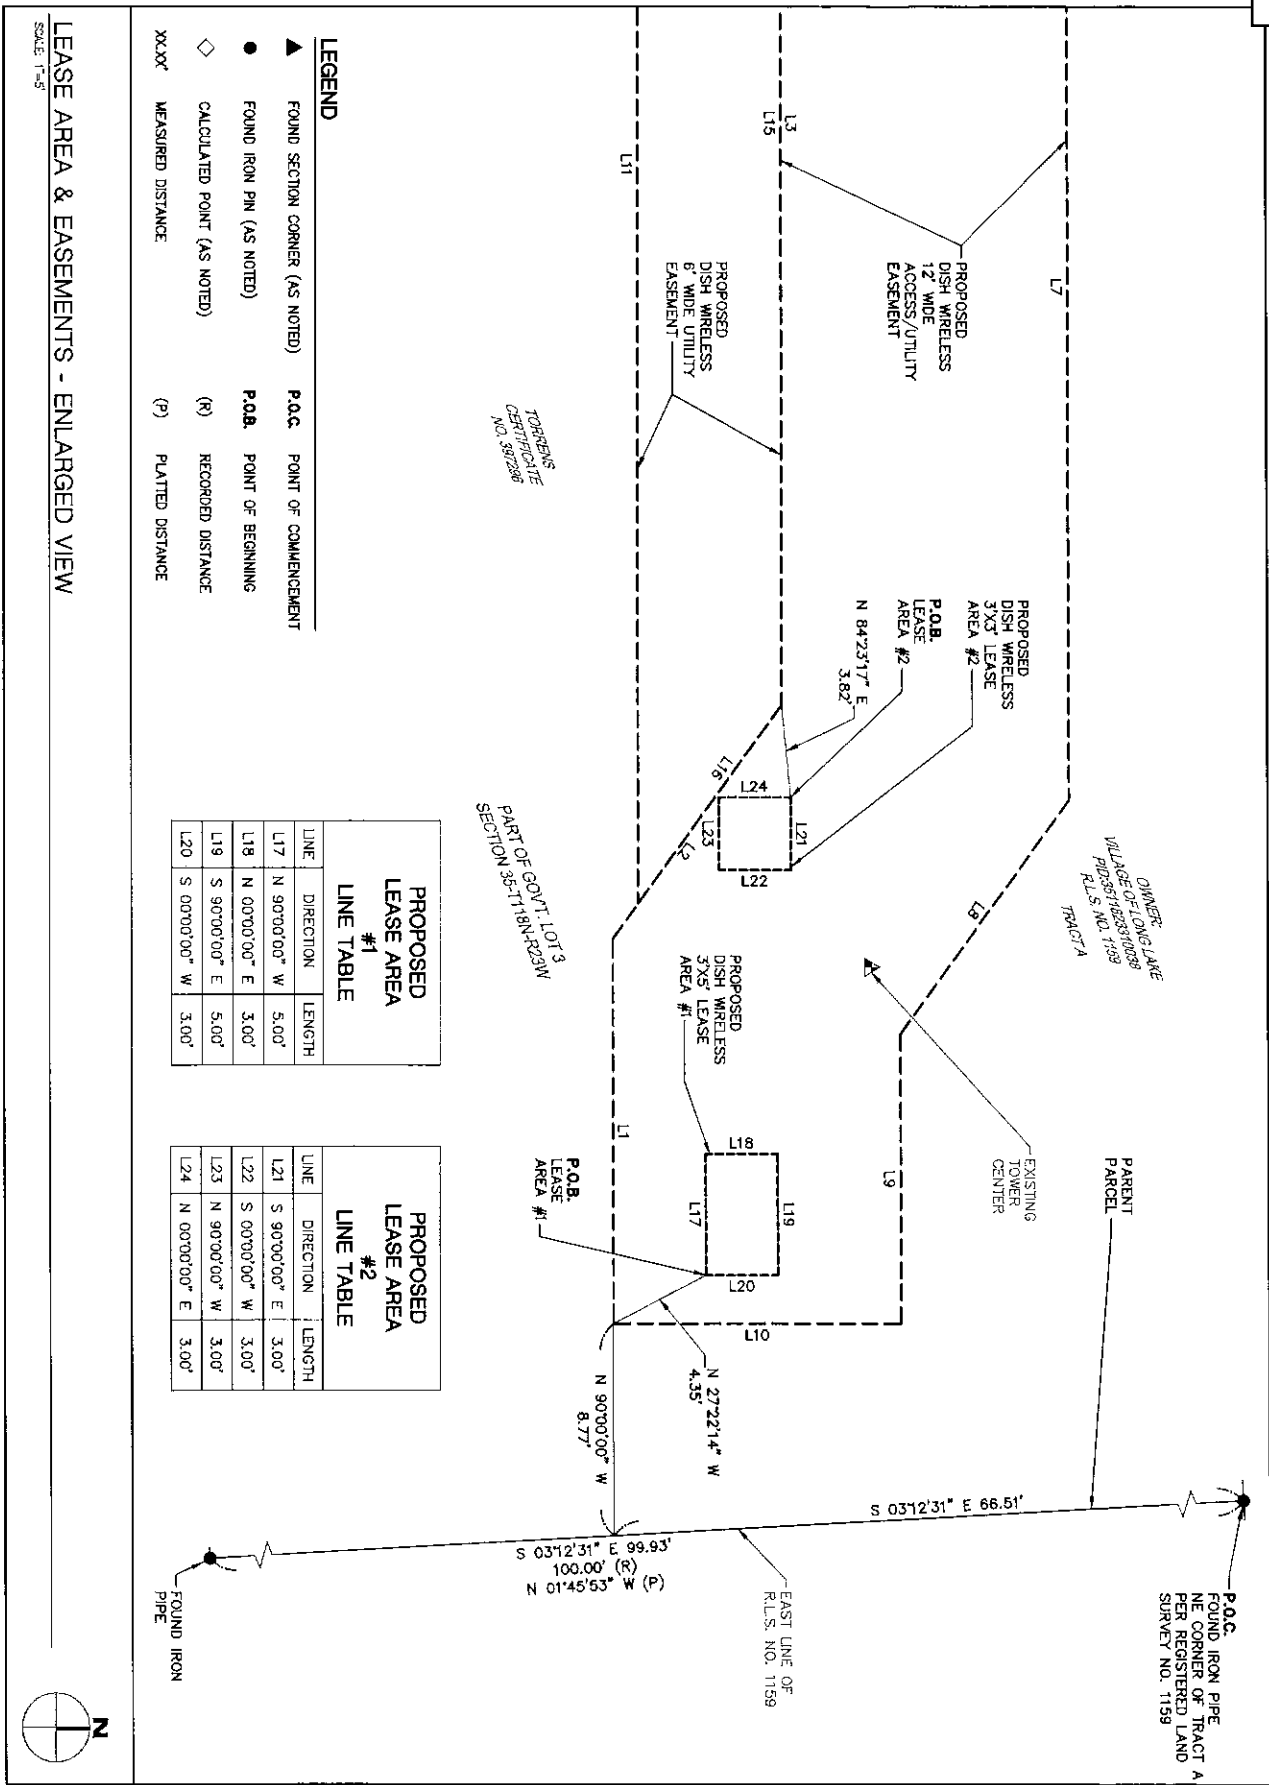 P.O.C.
FOUND IRON PIPE
NE CORNER OF TRACT A
PER REGISTERED LAND
SURVEY NO. 1159
PARENT
PARCEL
OWNER:
VILLAGE OF LONG LAKE
PID:3511823310038
R.L.S. NO. 1159
TRACT A
L7
L8
PROPOSED
DISH WIRELESS
12' WIDE
ACCESS/UTILITY
EASEMENT
PROPOSED
DISH WIRELESS
3'X3' LEASE
AREA #2
P.O.B.
LEASE
AREA #2
N 84°23'17" E
3.82'
EXISTING
TOWER
CENTER
L9
S 03°12'31" E 66.51'
L3
L15
L16
L24
L21
L23
L22
L2
PROPOSED
DISH WIRELESS
6' WIDE UTILITY
EASEMENT
PROPOSED
DISH WIRELESS
3'X5' LEASE
AREA #1
L18
L19
L17
L20
L10
EAST LINE OF
R.L.S. NO. 1159
N 27°22'14" W
4.35'
L11
L1
N 90°00'00" W
8.77'
S 03°12'31" E 99.93'
100.00' (R)
N 01°45'53" W (P)
P.O.B.
LEASE
AREA #1
TORRENS
CERTIFICATE
NO. 397296
PART OF GOV'T. LOT 3
SECTION 35-T118N-R23W
FOUND IRON
PIPE
LEGEND
FOUND SECTION CORNER (AS NOTED)
P.O.C. POINT OF COMMENCEMENT
FOUND IRON PIN (AS NOTED)
P.O.B. POINT OF BEGINNING
CALCULATED POINT (AS NOTED)
(R) RECORDED DISTANCE
XX.XX' MEASURED DISTANCE
(P) PLATTED DISTANCE
PROPOSED
LEASE AREA
#1
LINE TABLE
LINE DIRECTION LENGTH
L17 N 90°00'00" W 5.00'
L18 N 00°00'00" E 3.00'
L19 S 90°00'00" E 5.00'
L20 S 00°00'00" W 3.00'
PROPOSED
LEASE AREA
#2
LINE TABLE
LINE DIRECTION LENGTH
L21 S 90°00'00" E 3.00'
L22 S 00°00'00" W 3.00'
L23 N 90°00'00" W 3.00'
L24 N 00°00'00" E 3.00'
LEASE AREA & EASEMENTS - ENLARGED VIEW
SCALE: 1"=5'
N